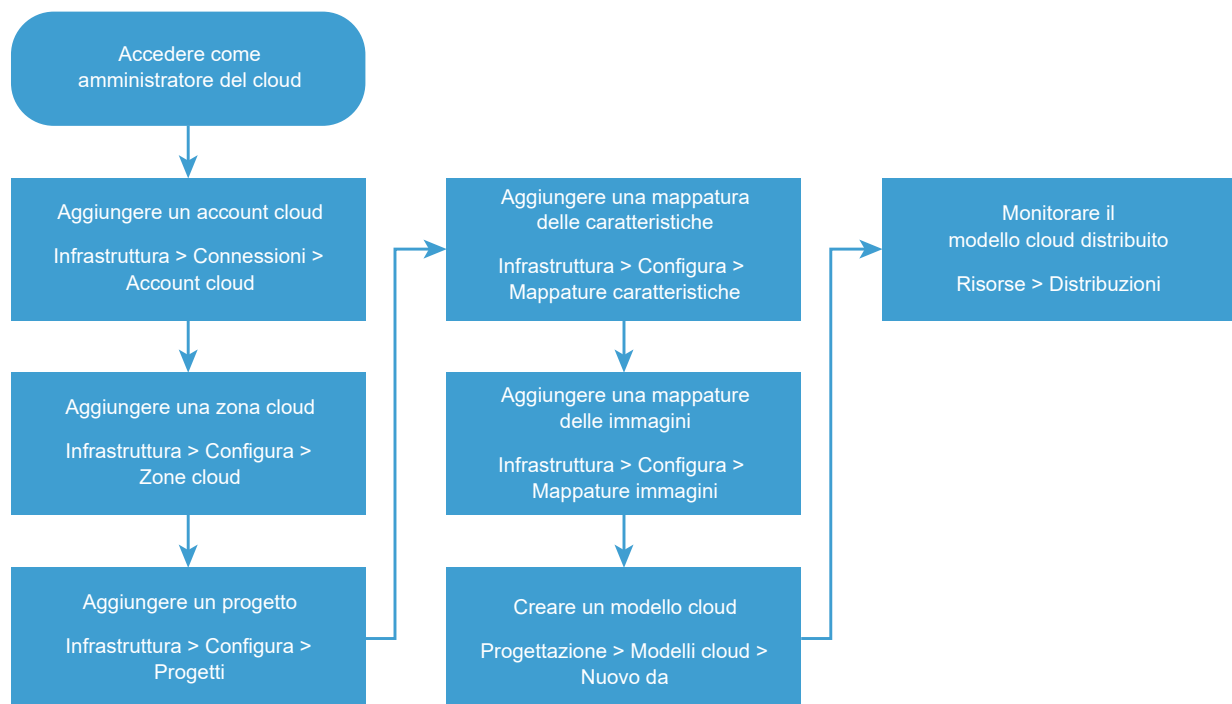 Accedere come
amministratore del cloud
Aggiungere un account cloud
Infrastruttura > Connessioni >
Account cloud
Aggiungere una zona cloud
Infrastruttura > Configura >
Zone cloud
Aggiungere un progetto
Infrastruttura > Configura >
Progetti
Aggiungere una mappatura
delle caratteristiche
Infrastruttura > Configura >
Mappature caratteristiche
Aggiungere una mappature
delle immagini
Infrastruttura > Configura >
Mappature immagini
Creare un modello cloud
Progettazione > Modelli cloud >
Nuovo da
Monitorare il
modello cloud distribuito
Risorse > Distribuzioni